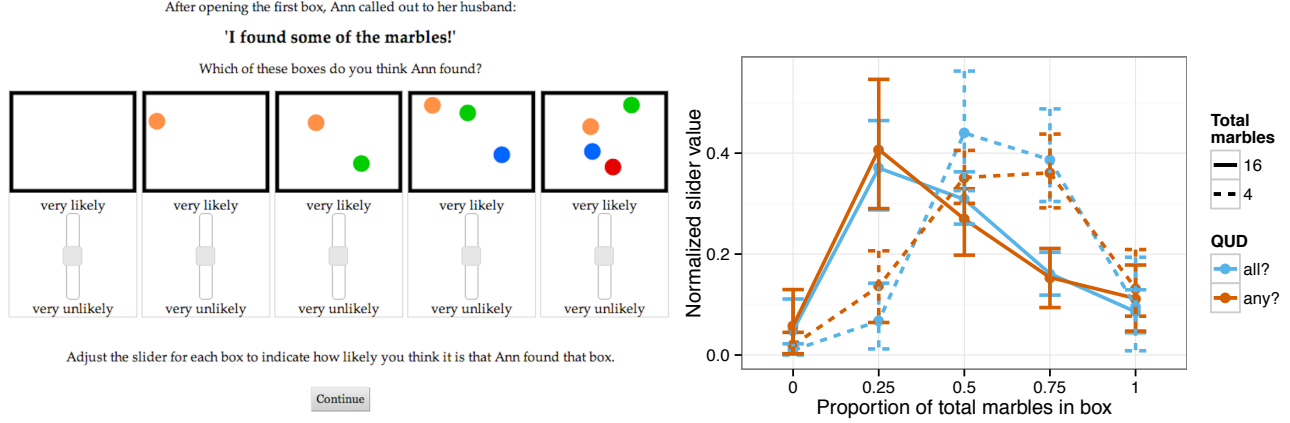 After opening the first box, Ann called out to her husband:
'I found some of the marbles!'
Which of these boxes do you think Ann found?
very likely very likely very likely very likely very likely
very unlikely very unlikely very unlikely very unlikely very unlikely
Adjust the slider for each box to indicate how likely you think it is that Ann found that box.
Continue
Normalized slider value
0.4
0.2
0.0
0 0.25 0.5 0.75 1
Proportion of total marbles in box
Total
marbles
16
4
QUD
all?
any?